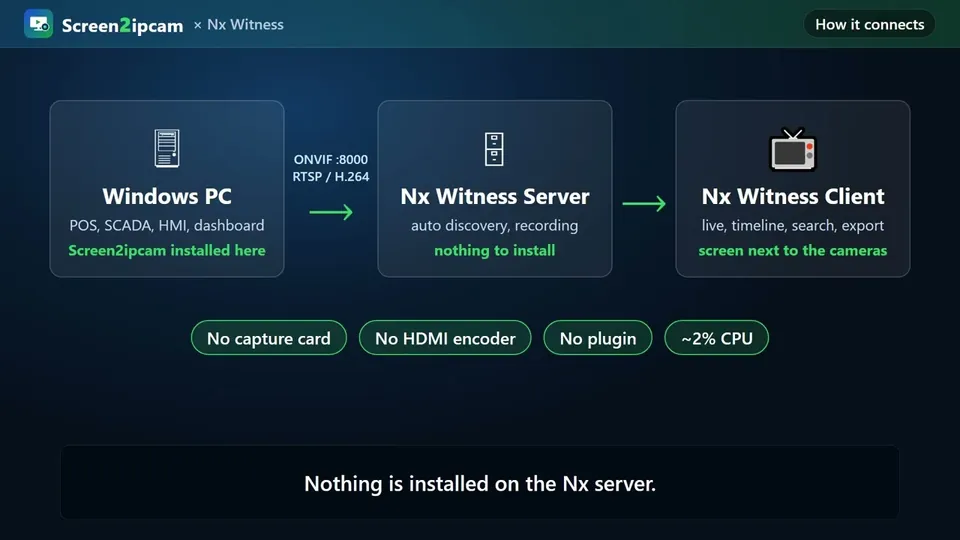 Screen2ipcam × Nx Witness
How it connects
Windows PC
POS, SCADA, HMI, dashboard
Screen2ipcam installed here
ONVIF :8000
RTSP / H.264
Nx Witness Server
auto discovery, recording
nothing to install
Nx Witness Client
live, timeline, search, export
screen next to the cameras
No capture card
No HDMI encoder
No plugin
~2% CPU
Nothing is installed on the Nx server.